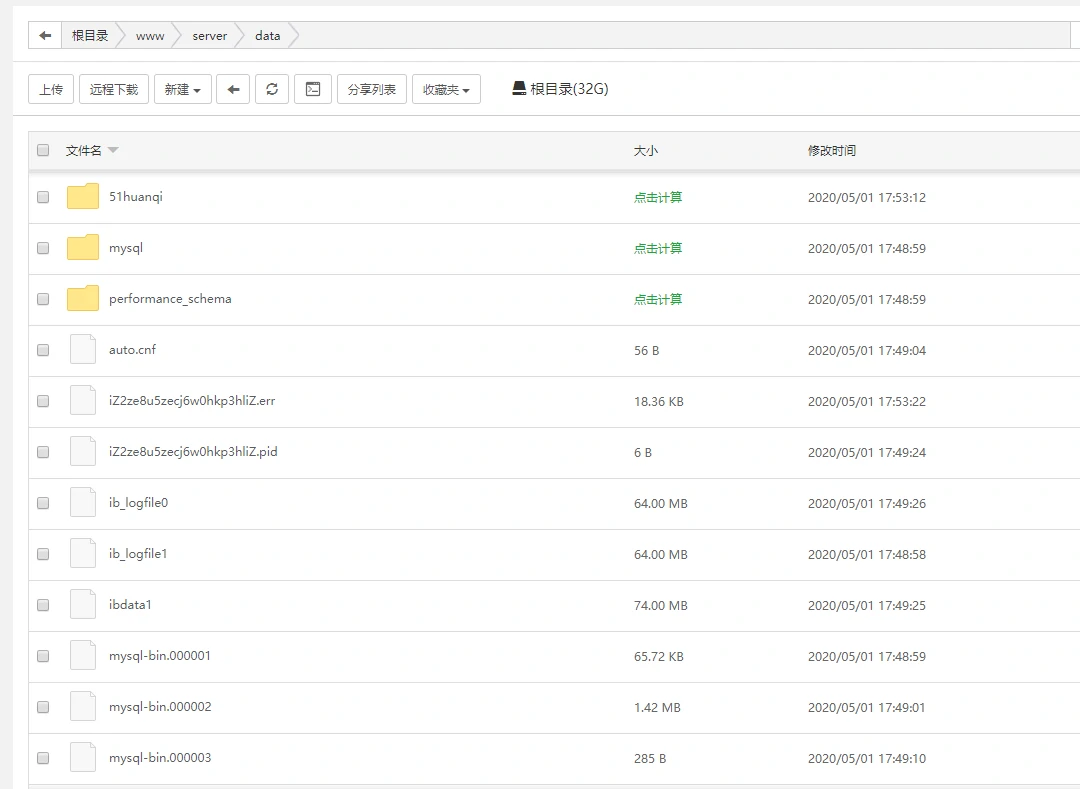 根目录 www server data
上传 远程下载 新建 分享列表 收藏夹 根目录(32G)
文件名 大小 修改时间
51huanqi 点击计算 2020/05/01 17:53:12
mysql 点击计算 2020/05/01 17:48:59
performance_schema 点击计算 2020/05/01 17:48:59
auto.cnf 56 B 2020/05/01 17:49:04
iZ2ze8u5zecj6w0hkp3hliZ.err 18.36 KB 2020/05/01 17:53:22
iZ2ze8u5zecj6w0hkp3hliZ.pid 6 B 2020/05/01 17:49:24
ib_logfile0 64.00 MB 2020/05/01 17:49:26
ib_logfile1 64.00 MB 2020/05/01 17:48:58
ibdata1 74.00 MB 2020/05/01 17:49:25
mysql-bin.000001 65.72 KB 2020/05/01 17:48:59
mysql-bin.000002 1.42 MB 2020/05/01 17:49:01
mysql-bin.000003 285 B 2020/05/01 17:49:10